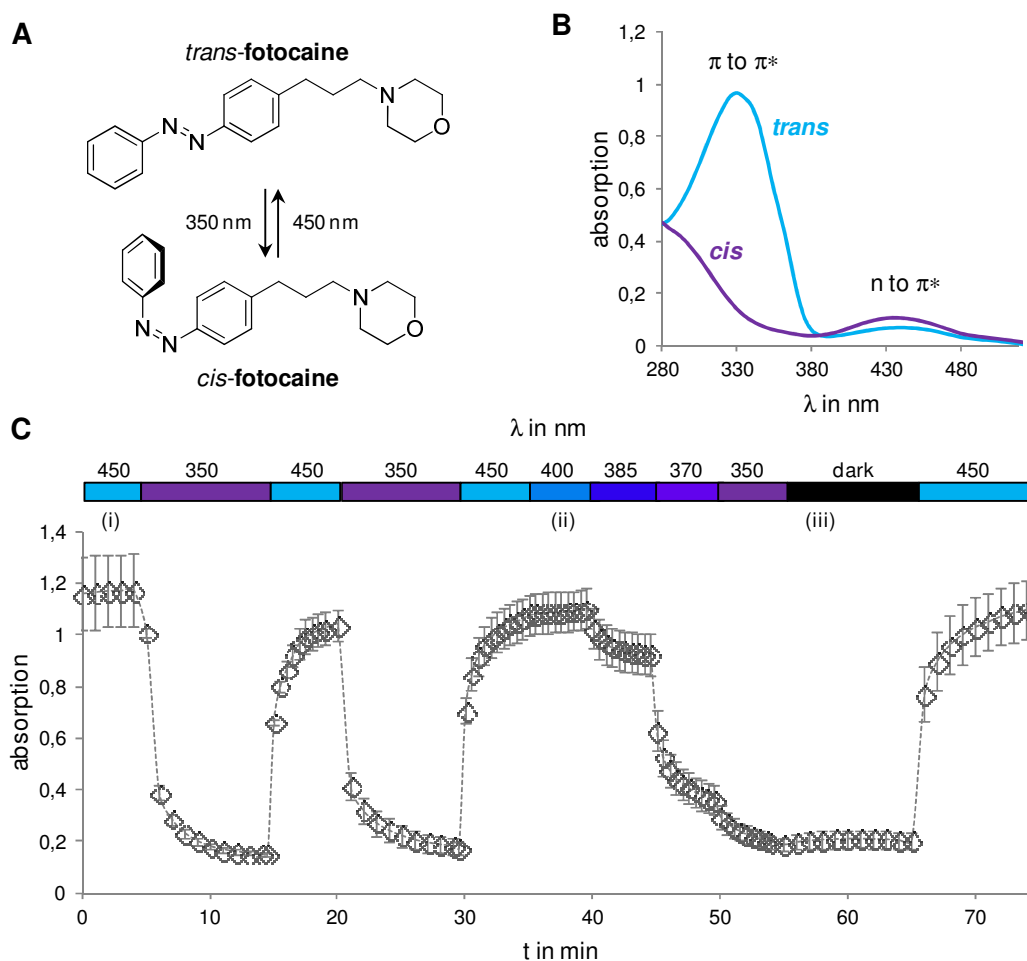 A
trans-fotocaine
N
N
N
O
350 nm 450 nm
N
N
N
O
cis-fotocaine
B
π to π*
trans
cis
n to π*
absorption
1,2
1
0,8
0,6
0,4
0,2
0
280 330 380 430 480
λ in nm
C
λ in nm
450 350 450 350 450 400 385 370 350 dark 450
(i) (ii) (iii)
absorption
1,4
1,2
1
0,8
0,6
0,4
0,2
0
0 10 20 30 40 50 60 70
t in min